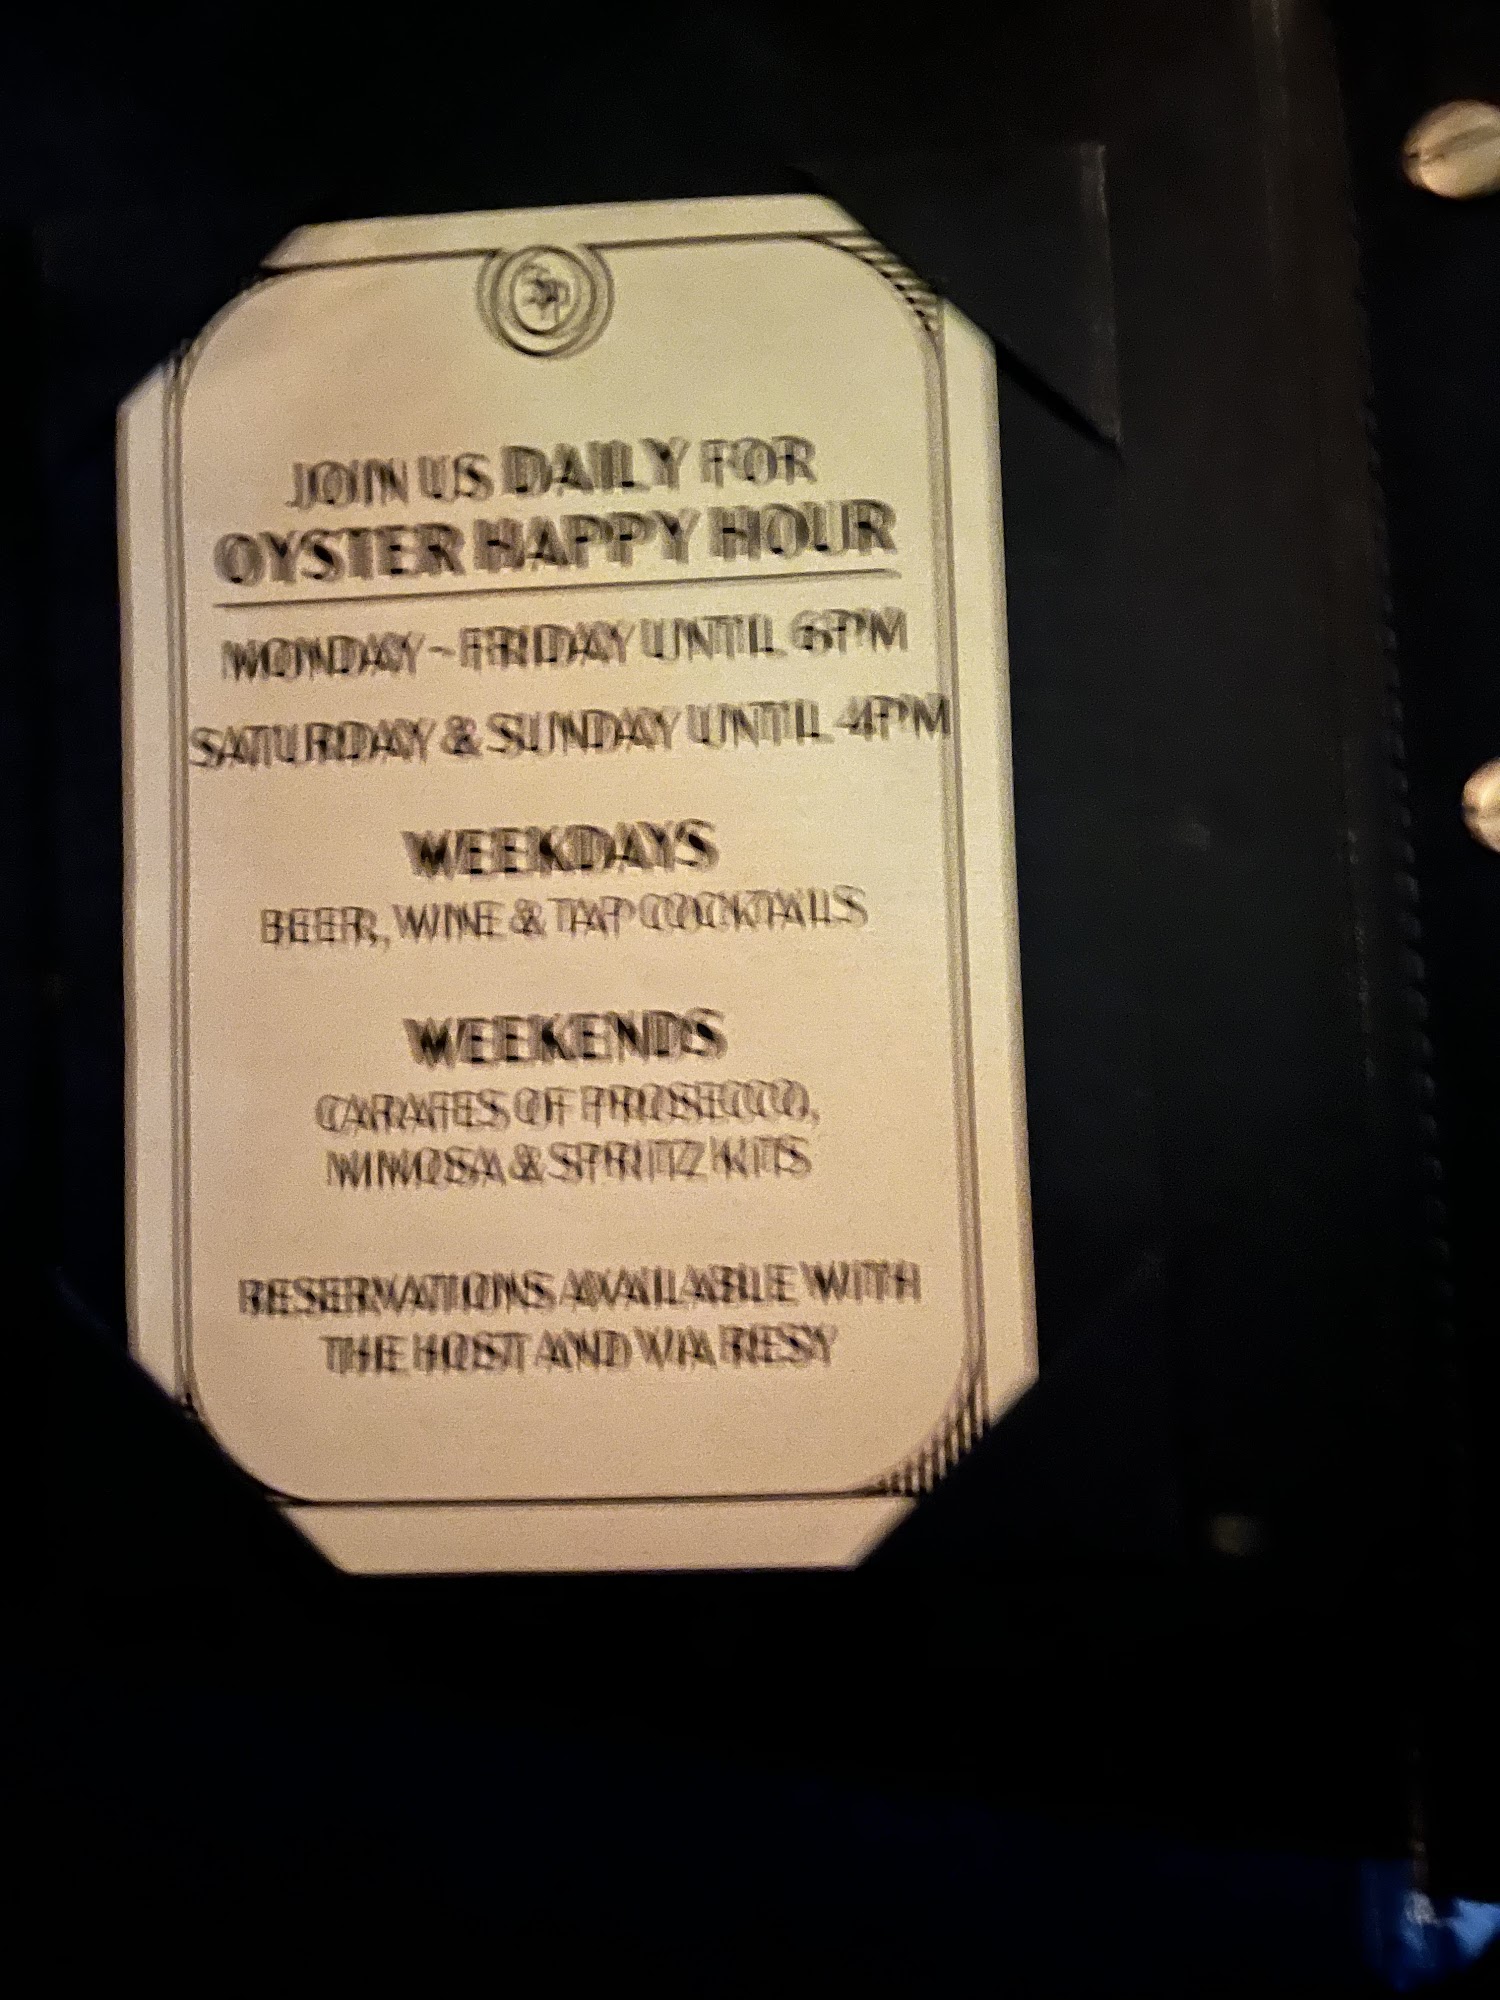 JOIN US DAILY FOR
OYSTER HAPPY HOUR
MONDAY - FRIDAY UNTIL 6PM
SATURDAY & SUNDAY UNTIL 4PM
WEEKDAYS
BEER, WINE & TAP COCKTAILS
WEEKENDS
CARAFES OF PROSECCO,
MIMOSA & SPRITZ KITS
RESERVATIONS AVAILABLE WITH
THE HOST AND VIA RESY